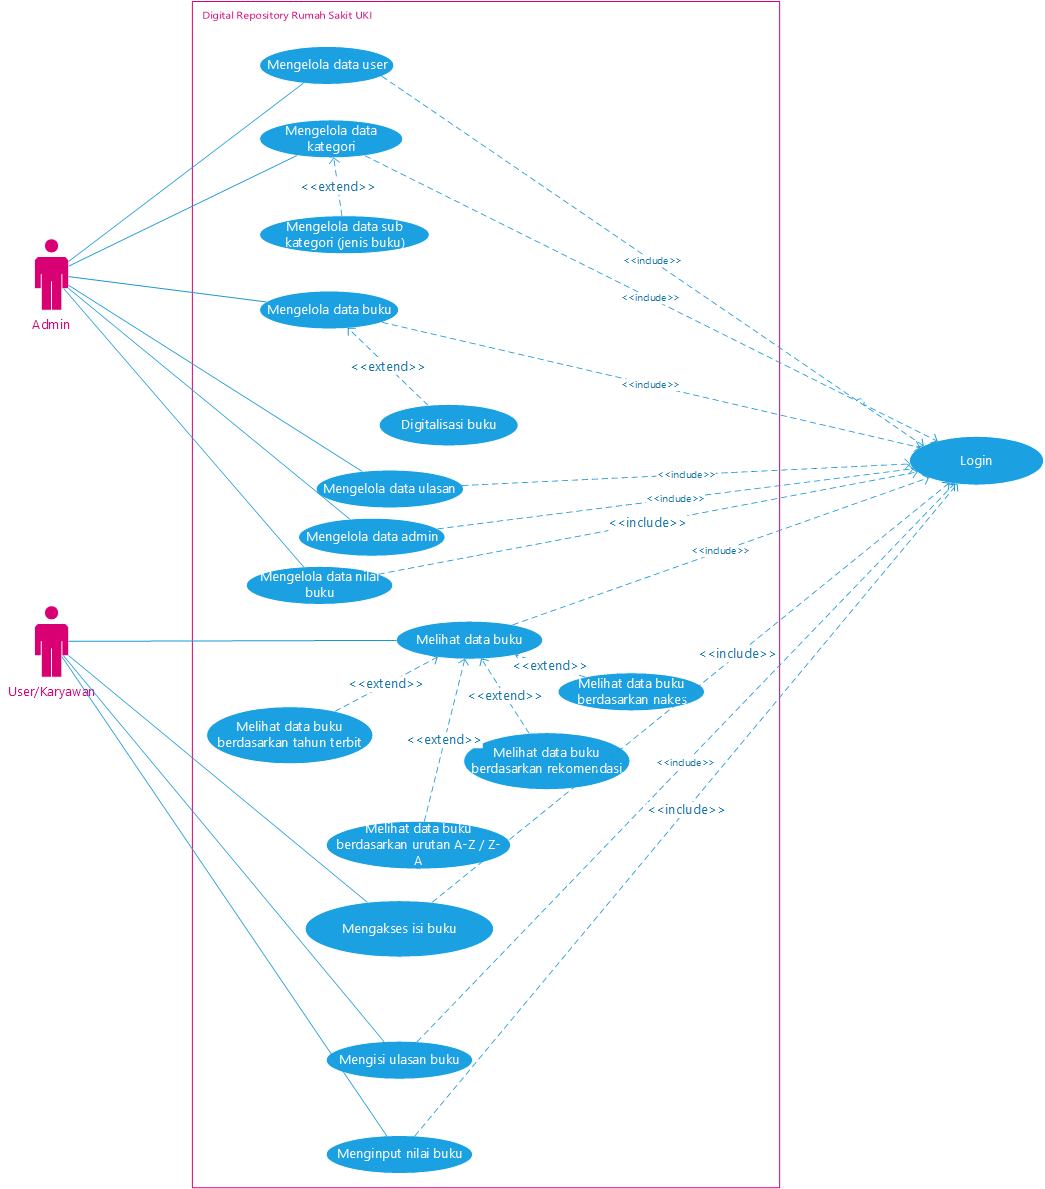 Digital Repository Rumah Sakit UKI
Mengelola data user
Mengelola data
kategori
<<extend>>
Mengelola data sub
kategori (jenis buku)
<<include>>
<<include>>
Admin
Mengelola data buku
<<extend>>
<<include>>
Digitalisasi buku
Login
Mengelola data ulasan
<<include>>
<<include>>
Mengelola data admin
<<include>>
Mengelola data nilai
buku
<<include>>
Melihat data buku
User/Karyawan
<<extend>>
<<include>>
<<extend>>
<<extend>>
Melihat data buku
berdasarkan nakes
Melihat data buku
berdasarkan tahun terbit
<<extend>>
Melihat data buku
berdasarkan rekomendasi
<<include>>
<<include>>
Melihat data buku
berdasarkan urutan A-Z / Z-
A
Mengakses isi buku
Mengisi ulasan buku
Menginput nilai buku